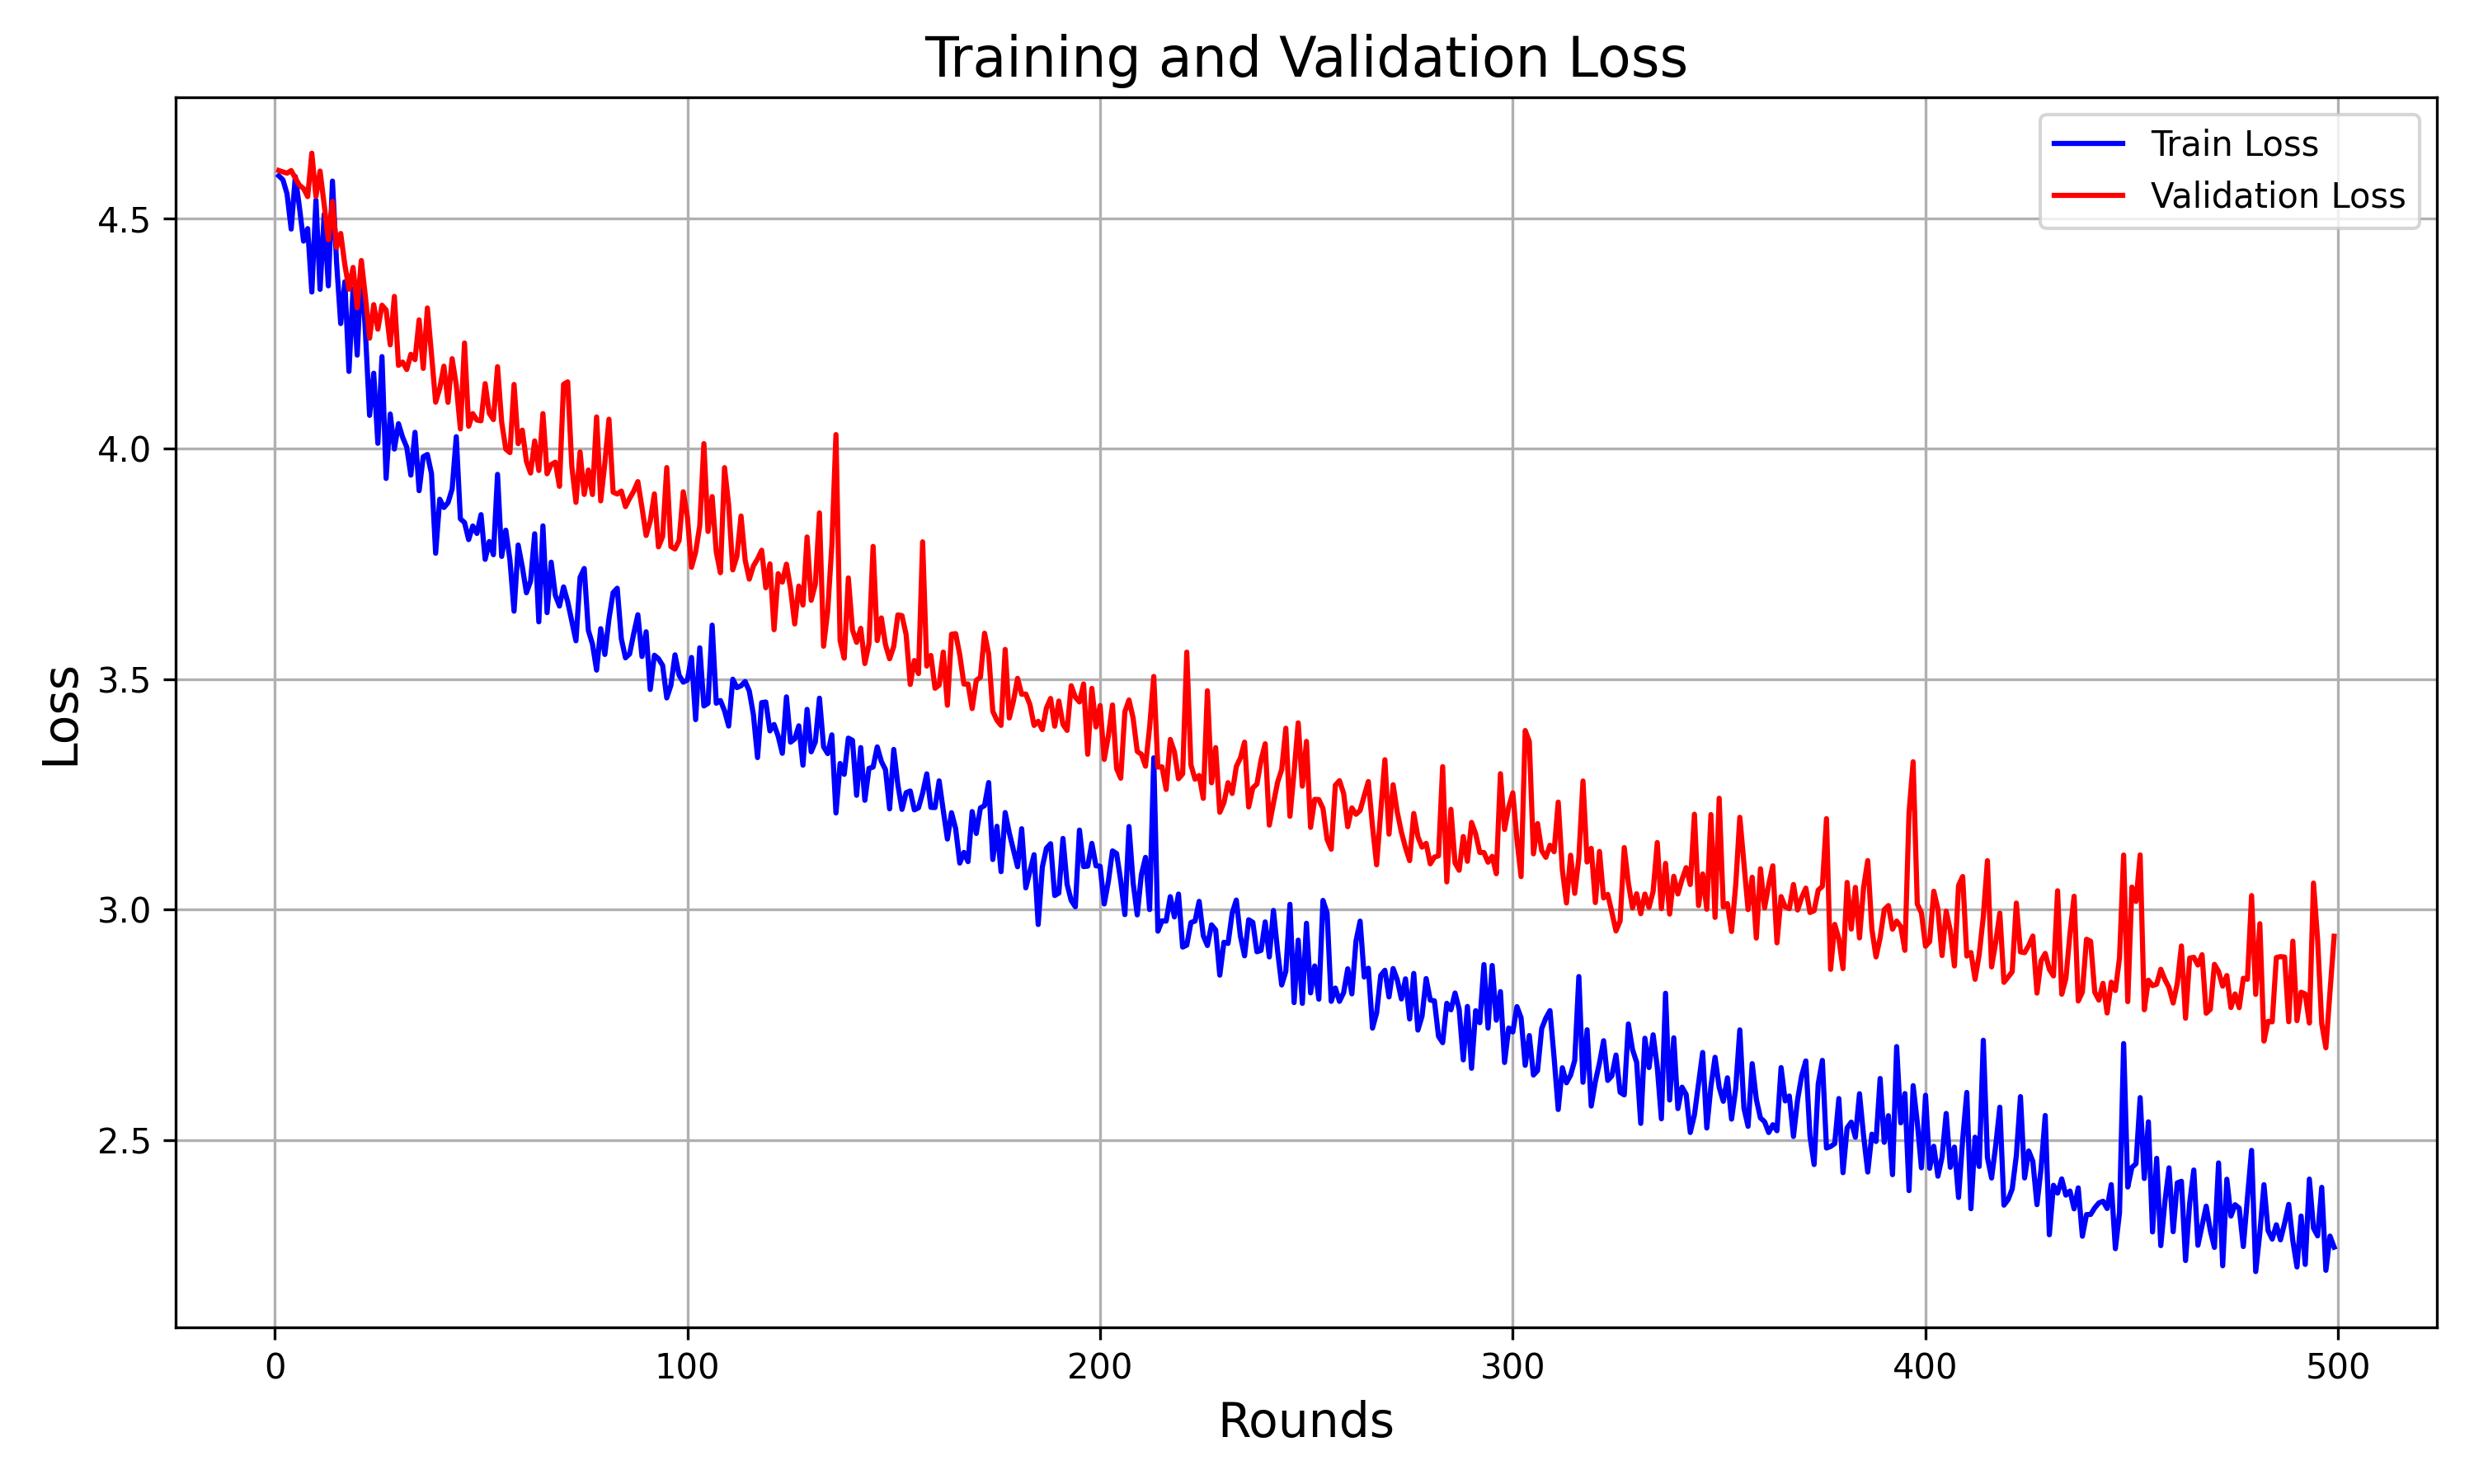 Training and Validation Loss
Train Loss
Validation Loss
4.5
4.0
3.5
3.0
2.5
Loss
0 100 200 300 400 500
Rounds